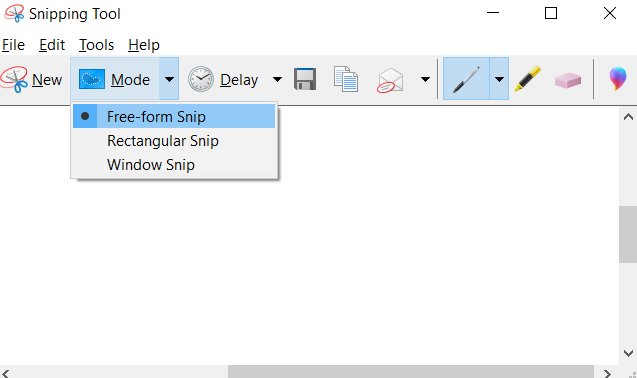 Snipping Tool
File Edit Tools Help
New Mode Delay
Free-form Snip
Rectangular Snip
Window Snip